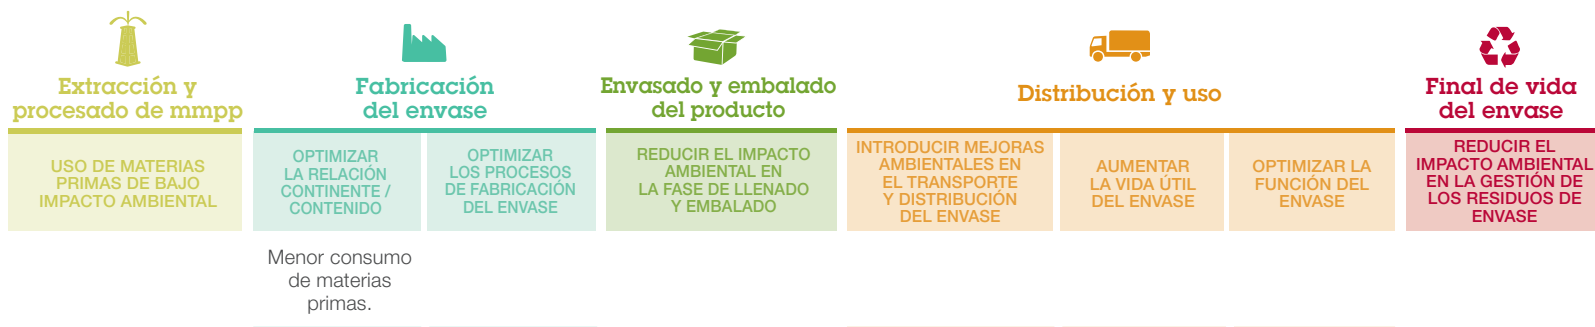 Extracción y
procesado de mmpp
Fabricación
del envase
Envasado y embalado
del producto
Distribución y uso
Final de vida
del envase
USO DE MATERIAS
PRIMAS DE BAJO
IMPACTO AMBIENTAL
OPTIMIZAR
LA RELACIÓN
CONTINENTE /
CONTENIDO
OPTIMIZAR
LOS PROCESOS
DE FABRICACIÓN
DEL ENVASE
REDUCIR EL IMPACTO
AMBIENTAL EN
LA FASE DE LLENADO
Y EMBALADO
INTRODUCIR MEJORAS
AMBIENTALES EN
EL TRANSPORTE
Y DISTRIBUCIÓN
DEL ENVASE
AUMENTAR
LA VIDA ÚTIL
DEL ENVASE
OPTIMIZAR LA
FUNCIÓN DEL
ENVASE
REDUCIR EL
IMPACTO AMBIENTAL
EN LA GESTIÓN DE
LOS RESIDUOS DE
ENVASE
Menor consumo
de materias
primas.